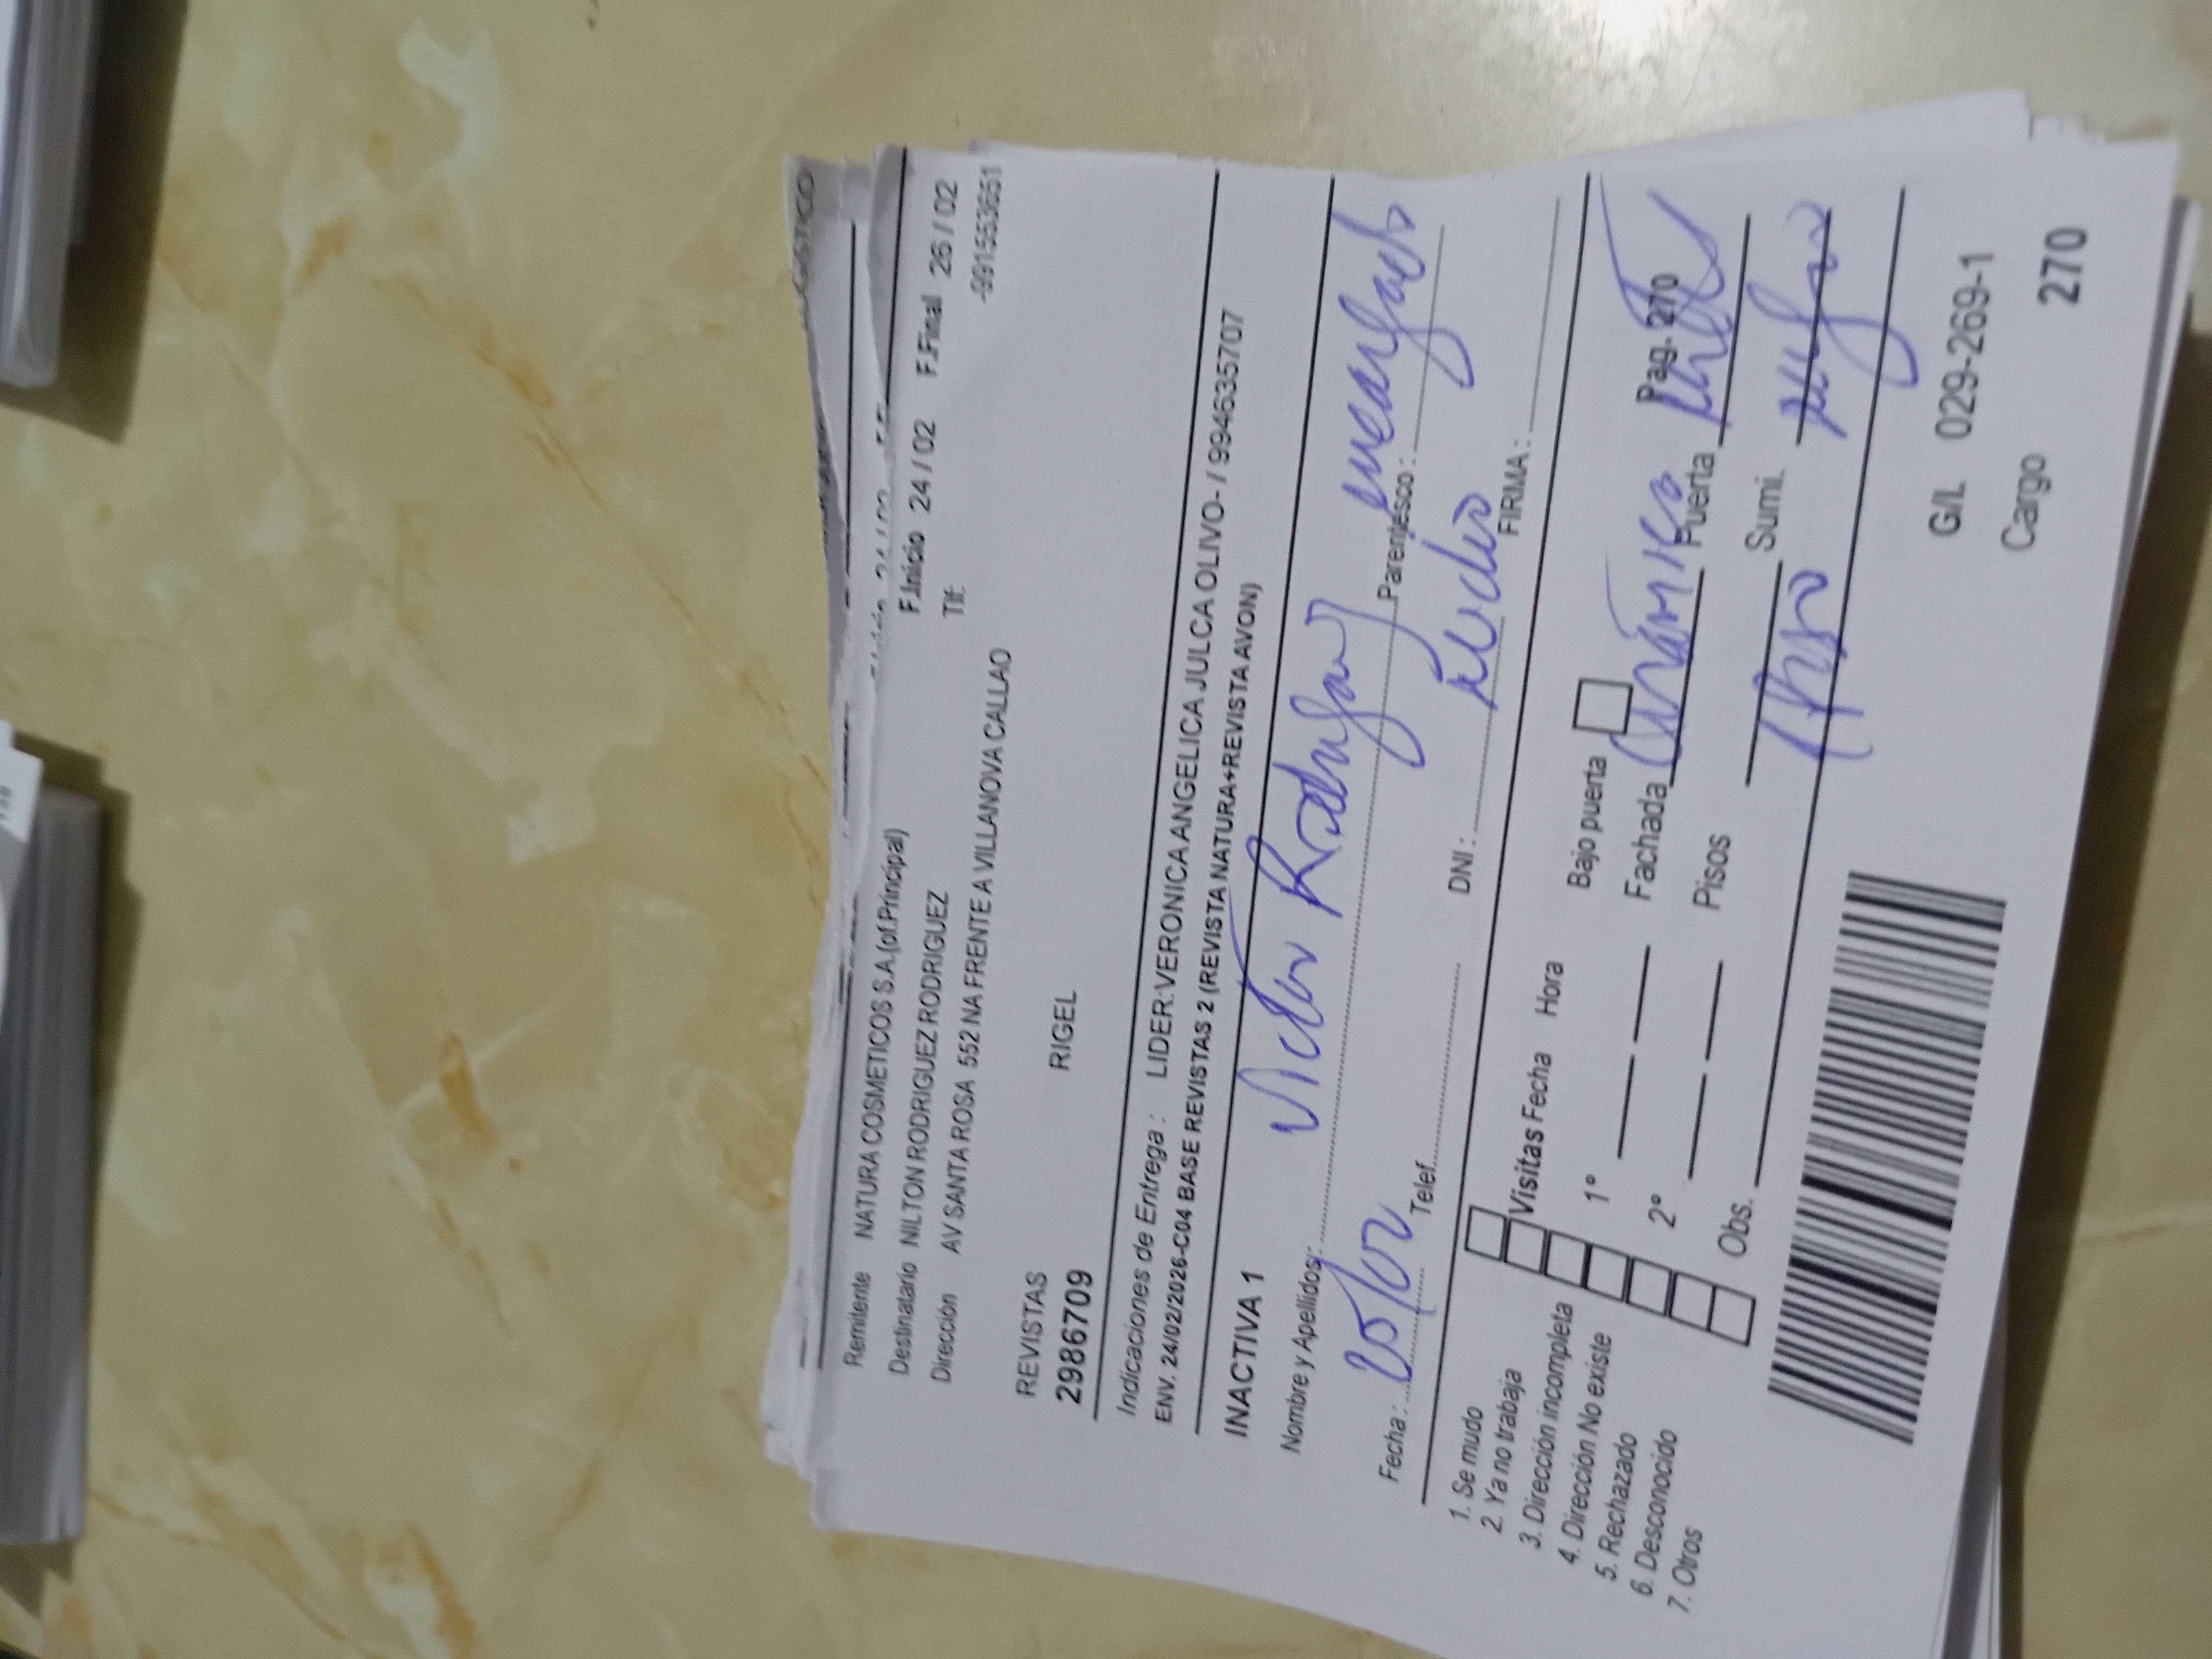 Remitente NATURA COSMETICOS S.A.(of.Principal)
Destinatario NILTON RODRIGUEZ RODRIGUEZ F.Inicio 24 / 02 F.Final 26 / 02
Dirección AV SANTA ROSA 552 NA FRENTE A VILLANOVA CALLAO Tlf: -991553651
REVISTAS RIGEL
2986709
Indicaciones de Entrega : LIDER:VERONICA ANGELICA JULCA OLIVO- / 994635707
ENV. 24/02/2026-C04 BASE REVISTAS 2 (REVISTA NATURA+REVISTA AVON)
INACTIVA 1
Nombre y Apellidos: Parentesco :
Fecha : Telef. DNI : FIRMA :
1. Se mudo
2. Ya no trabaja
3. Dirección incompleta
4. Dirección No existe
5. Rechazado
6. Desconocido
7. Otros
Visitas Fecha Hora
1º
2º
Obs.
Bajo puerta Pag- 270
Fachada Puerta
Pisos Sumi.
G/L 029-269-1
Cargo 270